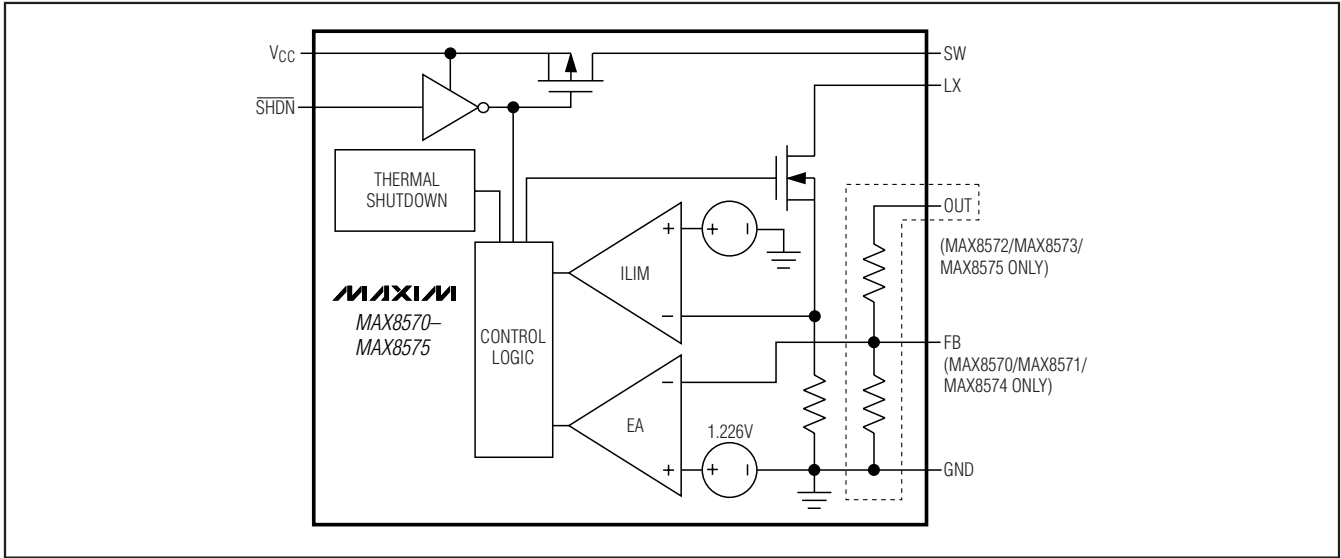 VCC
SW
LX
SHDN
THERMAL
SHUTDOWN
OUT
(MAX8572/MAX8573/
MAX8575 ONLY)
+
+
−
ILIM
−
MAXIM
MAX8570–
MAX8575
CONTROL
LOGIC
FB
(MAX8570/MAX8571/
MAX8574 ONLY)
−
EA
1.226V
+
+
−
GND